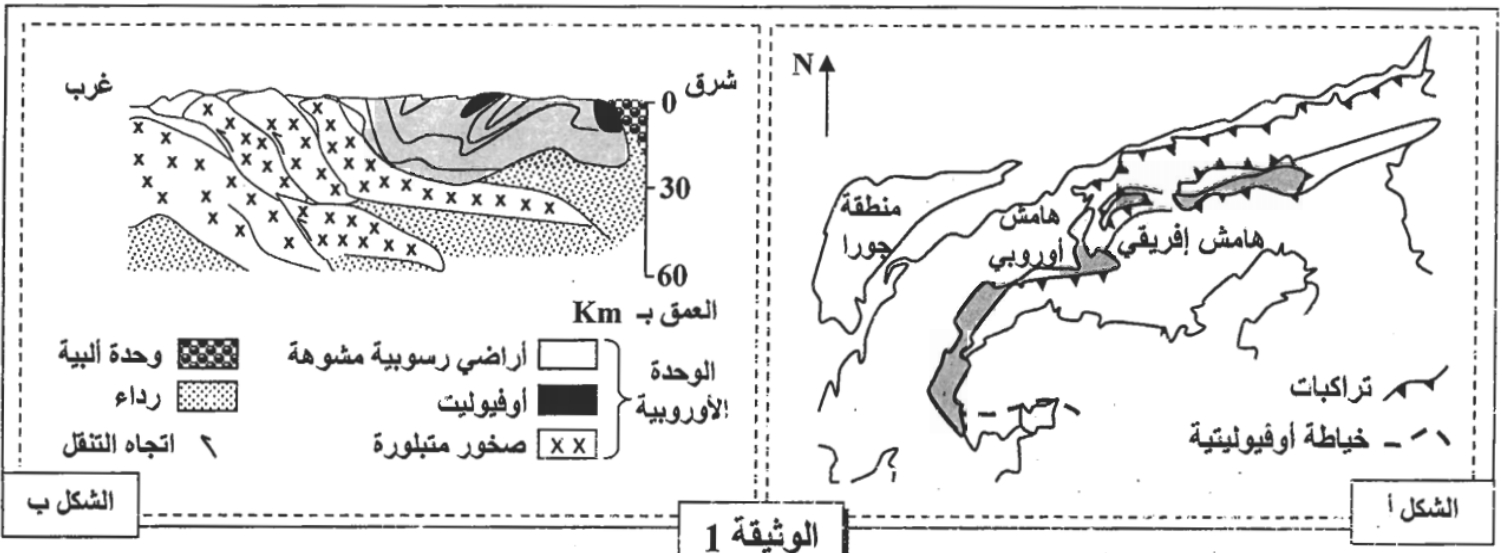 N
منطقة
جورا
هامش
أوروبي
هامش إفريقي
تراكبات
خياطة أوفيوليتية
الشكل أ
شرق
غرب
0
30
60
العمق بـ Km
الوحدة
الأوروبية
أراضي رسوبية مشوهة
أوفيوليت
صخور متبلورة
وحدة ألبية
رداء
اتجاه التنقل
الشكل ب
الوثيقة 1